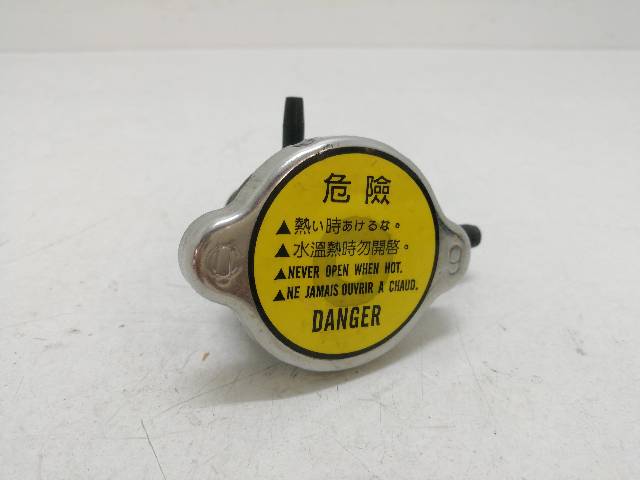 危險
▲熱い時あけるな。
▲水溫熱時勿開啓。
▲NEVER OPEN WHEN HOT.
▲NE JAMAIS OUVRIR A CHAUD.
DANGER
9